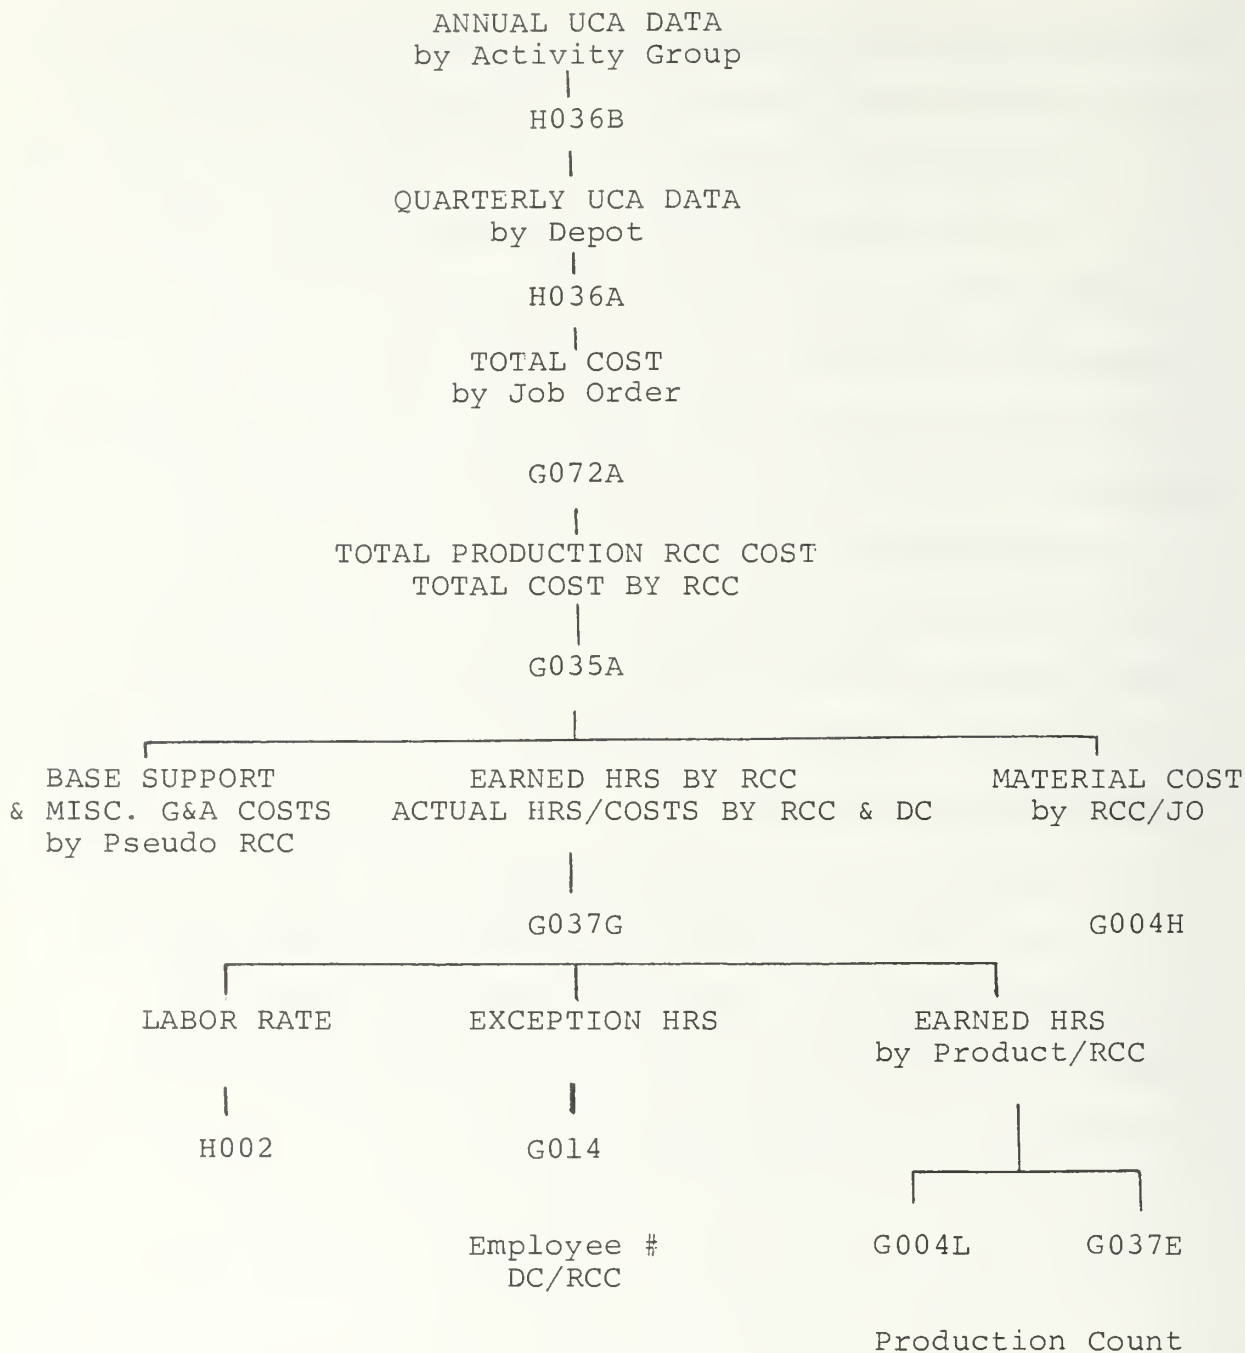 ANNUAL UCA DATA
by Activity Group
H036B
QUARTERLY UCA DATA
by Depot
H036A
TOTAL COST
by Job Order
G072A
TOTAL PRODUCTION RCC COST
TOTAL COST BY RCC
G035A
BASE SUPPORT
& MISC. G&A COSTS
by Pseudo RCC
EARNED HRS BY RCC
ACTUAL HRS/COSTS BY RCC & DC
MATERIAL COST
by RCC/JO
G037G
G004H
LABOR RATE
EXCEPTION HRS
EARNED HRS
by Product/RCC
H002
G014
Employee #
DC/RCC
G004L
G037E
Production Count